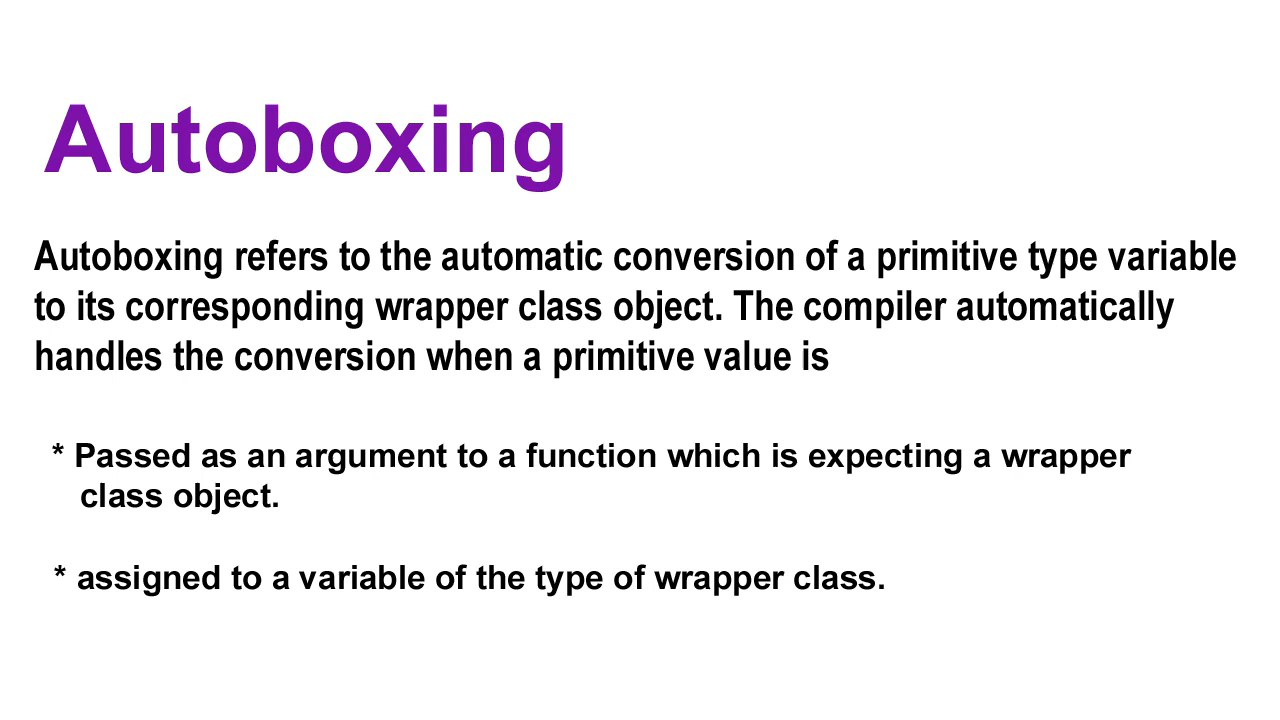 Autoboxing
Autoboxing refers to the automatic conversion of a primitive type variable
to its corresponding wrapper class object. The compiler automatically
handles the conversion when a primitive value is
* Passed as an argument to a function which is expecting a wrapper
class object.
* assigned to a variable of the type of wrapper class.